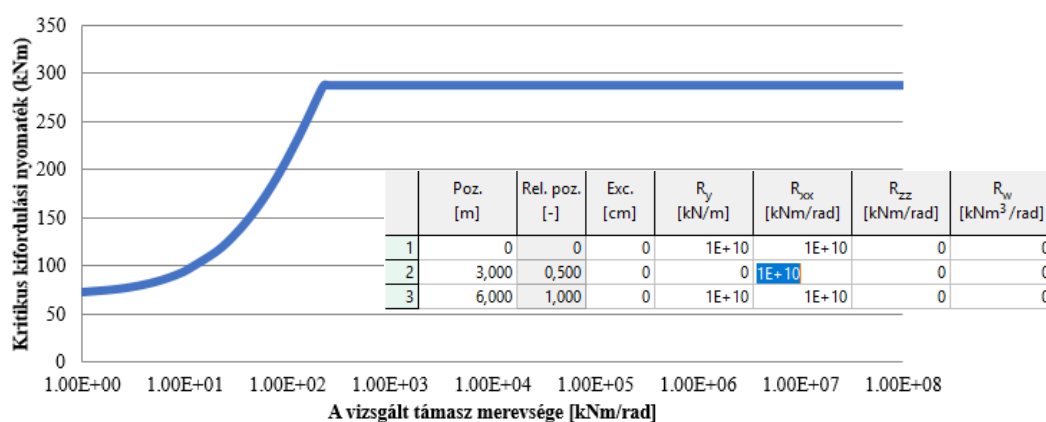 Kritikus kifordulási nyomaték (kNm)
350
300
250
200
150
100
50
0
Poz. Rel. poz. Exc. Ry Rxx Rzz Rw
[m] [-] [cm] [kN/m] [kNm/rad] [kNm/rad] [kNm³/rad]
1 0 0 0 1E+10 1E+10 0 0
2 3,000 0,500 0 0 1E+10 0 0
3 6,000 1,000 0 1E+10 1E+10 0 0
1.00E+00 1.00E+01 1.00E+02 1.00E+03 1.00E+04 1.00E+05 1.00E+06 1.00E+07 1.00E+08
A vizsgált támasz merevsége [kNm/rad]